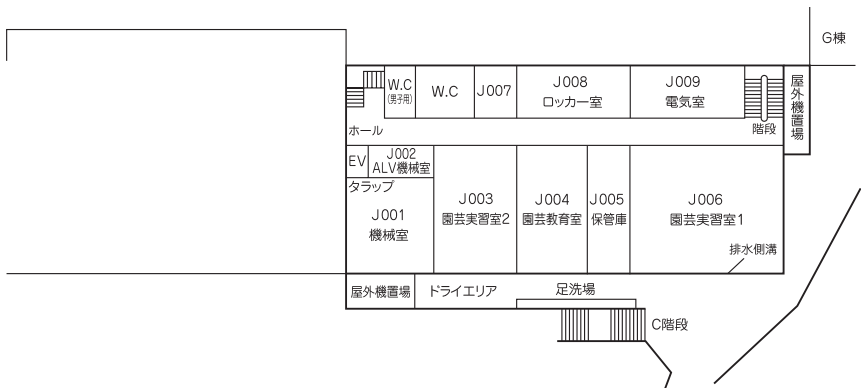 G棟
W.C
(男子用)
W.C
J007
J008
ロッカー室
J009
電気室
屋外機置場
ホール
階段
EV
J002
ALV機械室
タラップ
J001
機械室
J003
園芸実習室2
J004
園芸教育室
J005
保管庫
J006
園芸実習室1
排水側溝
屋外機置場
ドライエリア
足洗場
C階段